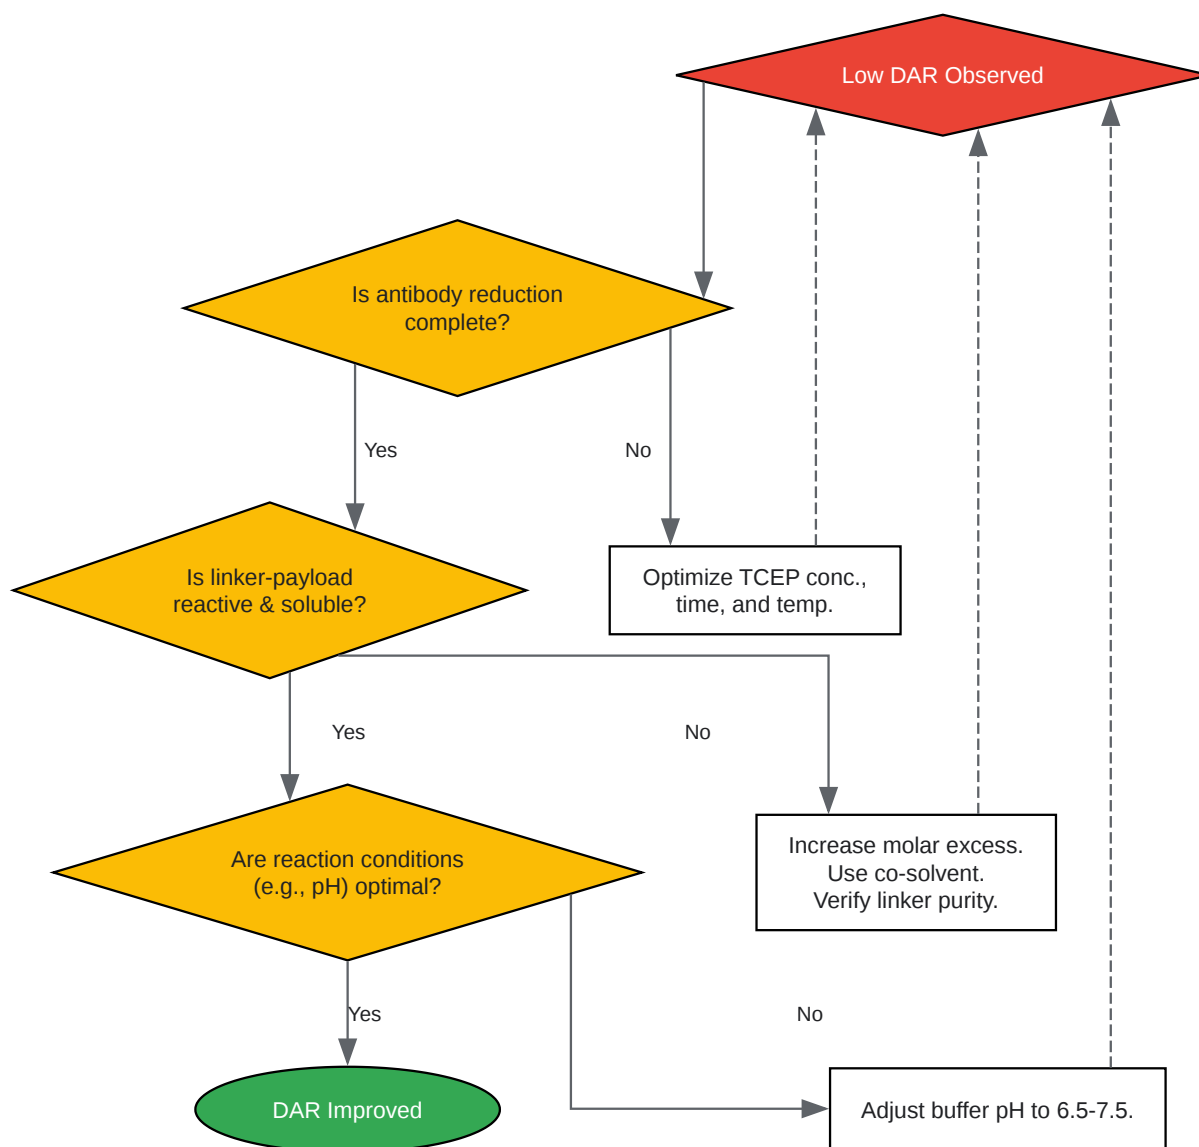 Low DAR Observed
Is antibody reduction
complete?
Yes
No
Is linker-payload
reactive & soluble?
Optimize TCEP conc.,
time, and temp.
Yes
No
Are reaction conditions
(e.g., pH) optimal?
Increase molar excess.
Use co-solvent.
Verify linker purity.
Yes
No
DAR Improved
Adjust buffer pH to 6.5-7.5.